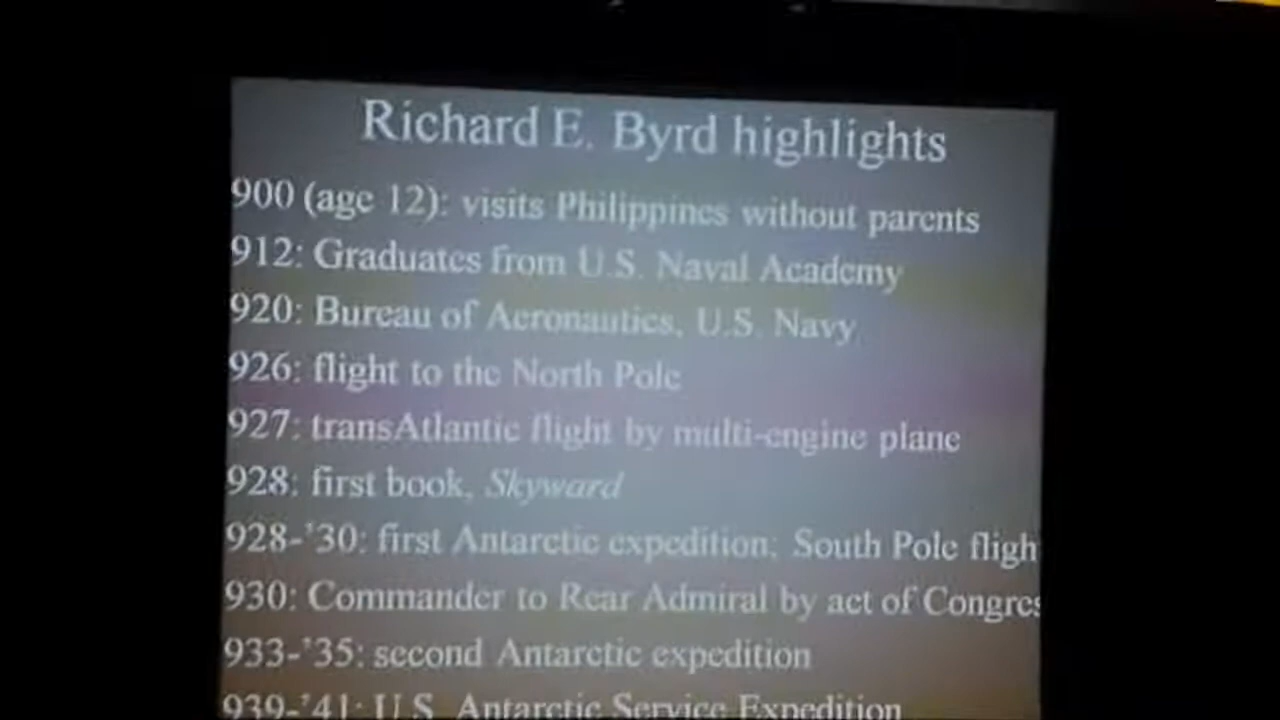 Richard E. Byrd highlights
900 (age 12): visits Philippines without parents
912: Graduates from U.S. Naval Academy
920: Bureau of Aeronautics, U.S. Navy
926: flight to the North Pole
927: transAtlantic flight by multi-engine plane
928: first book, Skyward
928-’30: first Antarctic expedition; South Pole fligh
930: Commander to Rear Admiral by act of Congres
933-’35: second Antarctic expedition
939-’41: U.S. Antarctic Service Expedition